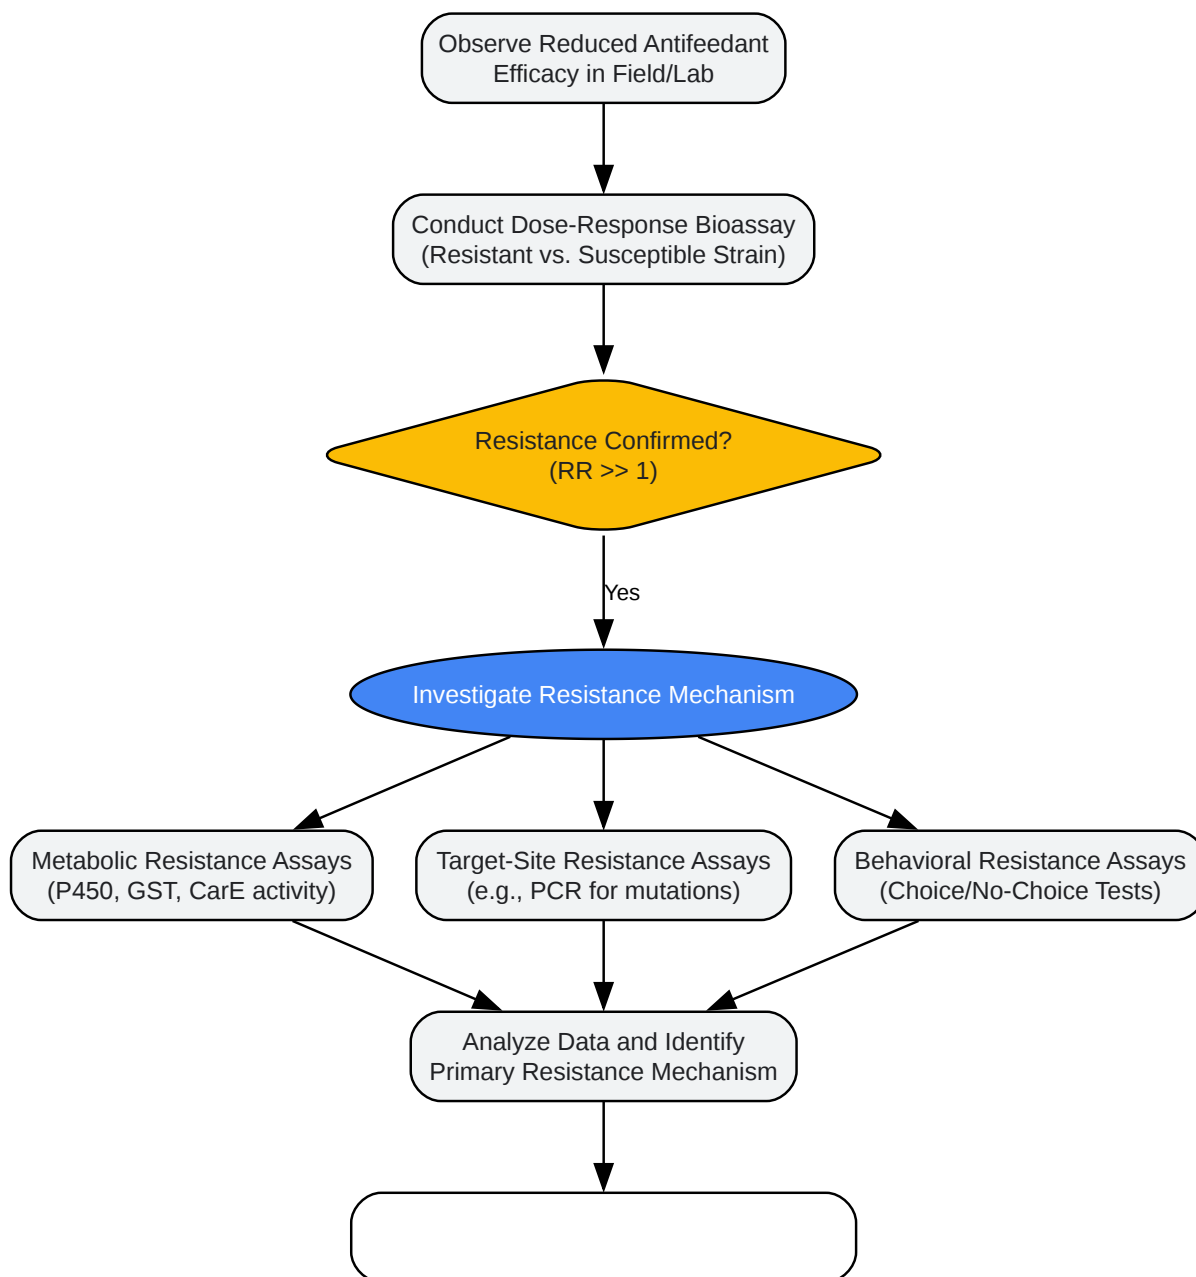 Observe Reduced Antifeedant
Efficacy in Field/Lab
Conduct Dose-Response Bioassay
(Resistant vs. Susceptible Strain)
Resistance Confirmed?
(RR >> 1)
Yes
Investigate Resistance Mechanism
Metabolic Resistance Assays
(P450, GST, CarE activity)
Target-Site Resistance Assays
(e.g., PCR for mutations)
Behavioral Resistance Assays
(Choice/No-Choice Tests)
Analyze Data and Identify
Primary Resistance Mechanism